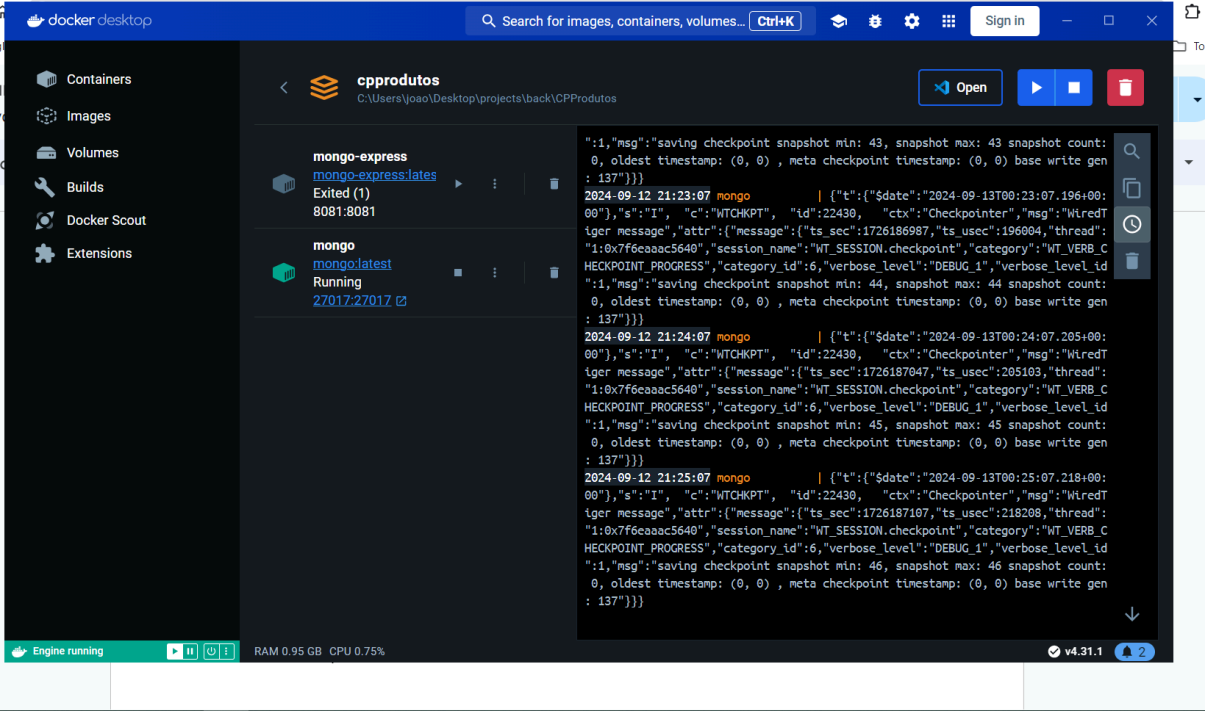 docker desktop
Search for images, containers, volumes... Ctrl+K
Sign in
Containers
Images
Volumes
Builds
Docker Scout
Extensions
cpprodutos
C:\Users\joao\Desktop\projects\back\CPProdutos
Open
mongo-express
mongo-express:lates
Exited (1)
8081:8081
mongo
mongo:latest
Running
27017:27017
":1,"msg":"saving checkpoint snapshot min: 43, snapshot max: 43 snapshot count:
0, oldest timestamp: (0, 0) , meta checkpoint timestamp: (0, 0) base write gen
: 137"}}}
2024-09-12 21:23:07 mongo | {"t":{"$date":"2024-09-13T00:23:07.196+00:
00"},"s":"I", "c":"WTCHKPT", "id":22430, "ctx":"Checkpointer","msg":"WiredT
iger message","attr":{"message":{"ts_sec":1726186987,"ts_usec":196004,"thread":
"1:0x7f6eaaac5640","session_name":"WT_SESSION.checkpoint","category":"WT_VERB_C
HECKPOINT_PROGRESS","category_id":6,"verbose_level":"DEBUG_1","verbose_level_id
":1,"msg":"saving checkpoint snapshot min: 44, snapshot max: 44 snapshot count:
0, oldest timestamp: (0, 0) , meta checkpoint timestamp: (0, 0) base write gen
: 137"}}}
2024-09-12 21:24:07 mongo | {"t":{"$date":"2024-09-13T00:24:07.205+00:
00"},"s":"I", "c":"WTCHKPT", "id":22430, "ctx":"Checkpointer","msg":"WiredT
iger message","attr":{"message":{"ts_sec":1726187047,"ts_usec":205103,"thread":
"1:0x7f6eaaac5640","session_name":"WT_SESSION.checkpoint","category":"WT_VERB_C
HECKPOINT_PROGRESS","category_id":6,"verbose_level":"DEBUG_1","verbose_level_id
":1,"msg":"saving checkpoint snapshot min: 45, snapshot max: 45 snapshot count:
0, oldest timestamp: (0, 0) , meta checkpoint timestamp: (0, 0) base write gen
: 137"}}}
2024-09-12 21:25:07 mongo | {"t":{"$date":"2024-09-13T00:25:07.218+00:
00"},"s":"I", "c":"WTCHKPT", "id":22430, "ctx":"Checkpointer","msg":"WiredT
iger message","attr":{"message":{"ts_sec":1726187107,"ts_usec":218208,"thread":
"1:0x7f6eaaac5640","session_name":"WT_SESSION.checkpoint","category":"WT_VERB_C
HECKPOINT_PROGRESS","category_id":6,"verbose_level":"DEBUG_1","verbose_level_id
":1,"msg":"saving checkpoint snapshot min: 46, snapshot max: 46 snapshot count:
0, oldest timestamp: (0, 0) , meta checkpoint timestamp: (0, 0) base write gen
: 137"}}}
Engine running
RAM 0.95 GB CPU 0.75%
v4.31.1
2
To